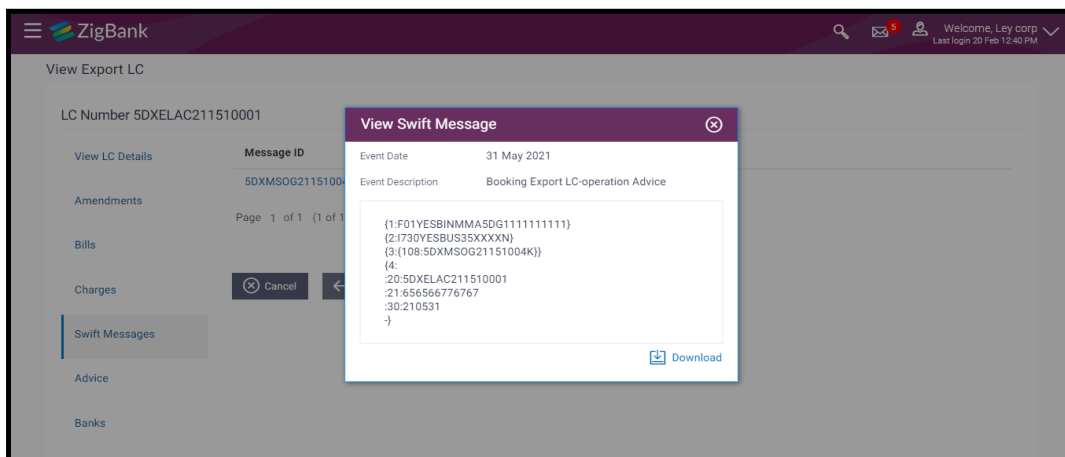 ZigBank
5
Welcome, Ley corp
Last login 20 Feb 12:40 PM
View Export LC
LC Number 5DXELAC211510001
View LC Details
Amendments
Bills
Charges
Swift Messages
Advice
Banks
Message ID
5DXMSOG21151004
Page 1 of 1 (1 of 1
Cancel
View Swift Message
Event Date 31 May 2021
Event Description Booking Export LC-operation Advice
{1:F01YESBINMMA5DG1111111111}
{2:I730YESBUS35XXXXN}
{3:{108:5DXMSOG21151004K}}
{4:
:20:5DXELAC211510001
:21:656566776767
:30:210531
-}
Download